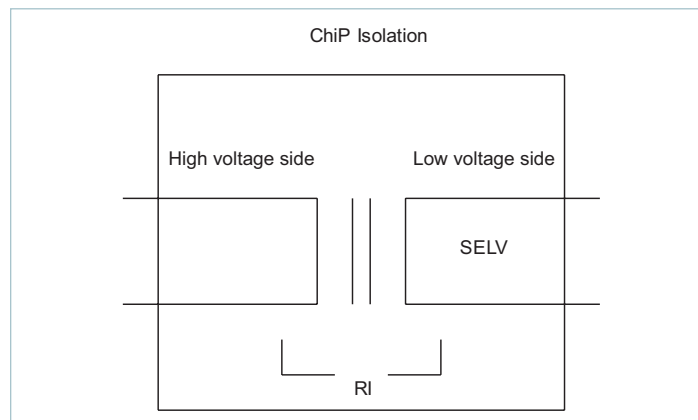 ChiP Isolation
High voltage side
Low voltage side
SELV
RI